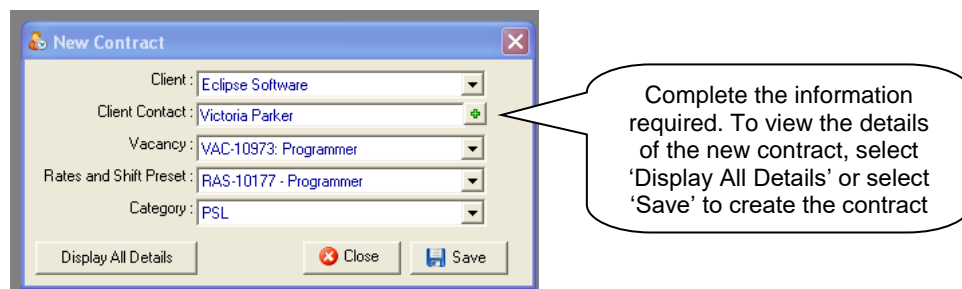 New Contract
Client : Eclipse Software
Client Contact : Victoria Parker
Vacancy : VAC-10973: Programmer
Rates and Shift Preset : RAS-10177 - Programmer
Category : PSL
Display All Details Close Save
Complete the information
required. To view the details
of the new contract, select
‘Display All Details’ or select
‘Save’ to create the contract